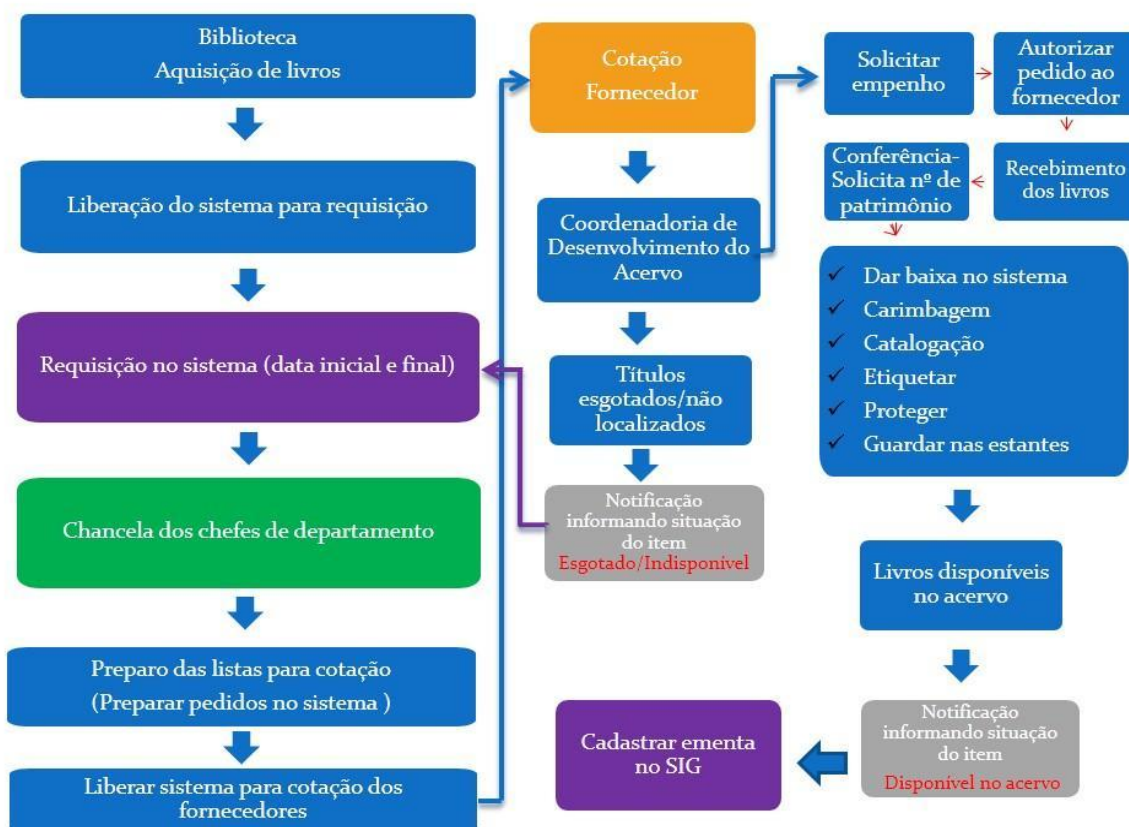 Biblioteca
Aquisição de livros
Liberação do sistema para requisição
Requisição no sistema (data inicial e final)
Chancela dos chefes de departamento
Preparo das listas para cotação
(Preparar pedidos no sistema )
Liberar sistema para cotação dos
fornecedores
Cotação
Fornecedor
Coordenadoria de
Desenvolvimento do
Acervo
Títulos
esgotados/não
localizados
Notificação
informando situação
do item
Esgotado/Indisponível
Solicitar
empenho
Autorizar
pedido ao
fornecedor
Recebimento
dos livros
Conferência-
Solicita nº de
patrimônio
Dar baixa no sistema
Carimbagem
Catalogação
Etiquetar
Proteger
Guardar nas estantes
Livros disponíveis
no acervo
Notificação
informando situação
do item
Disponível no acervo
Cadastrar ementa
no SIG